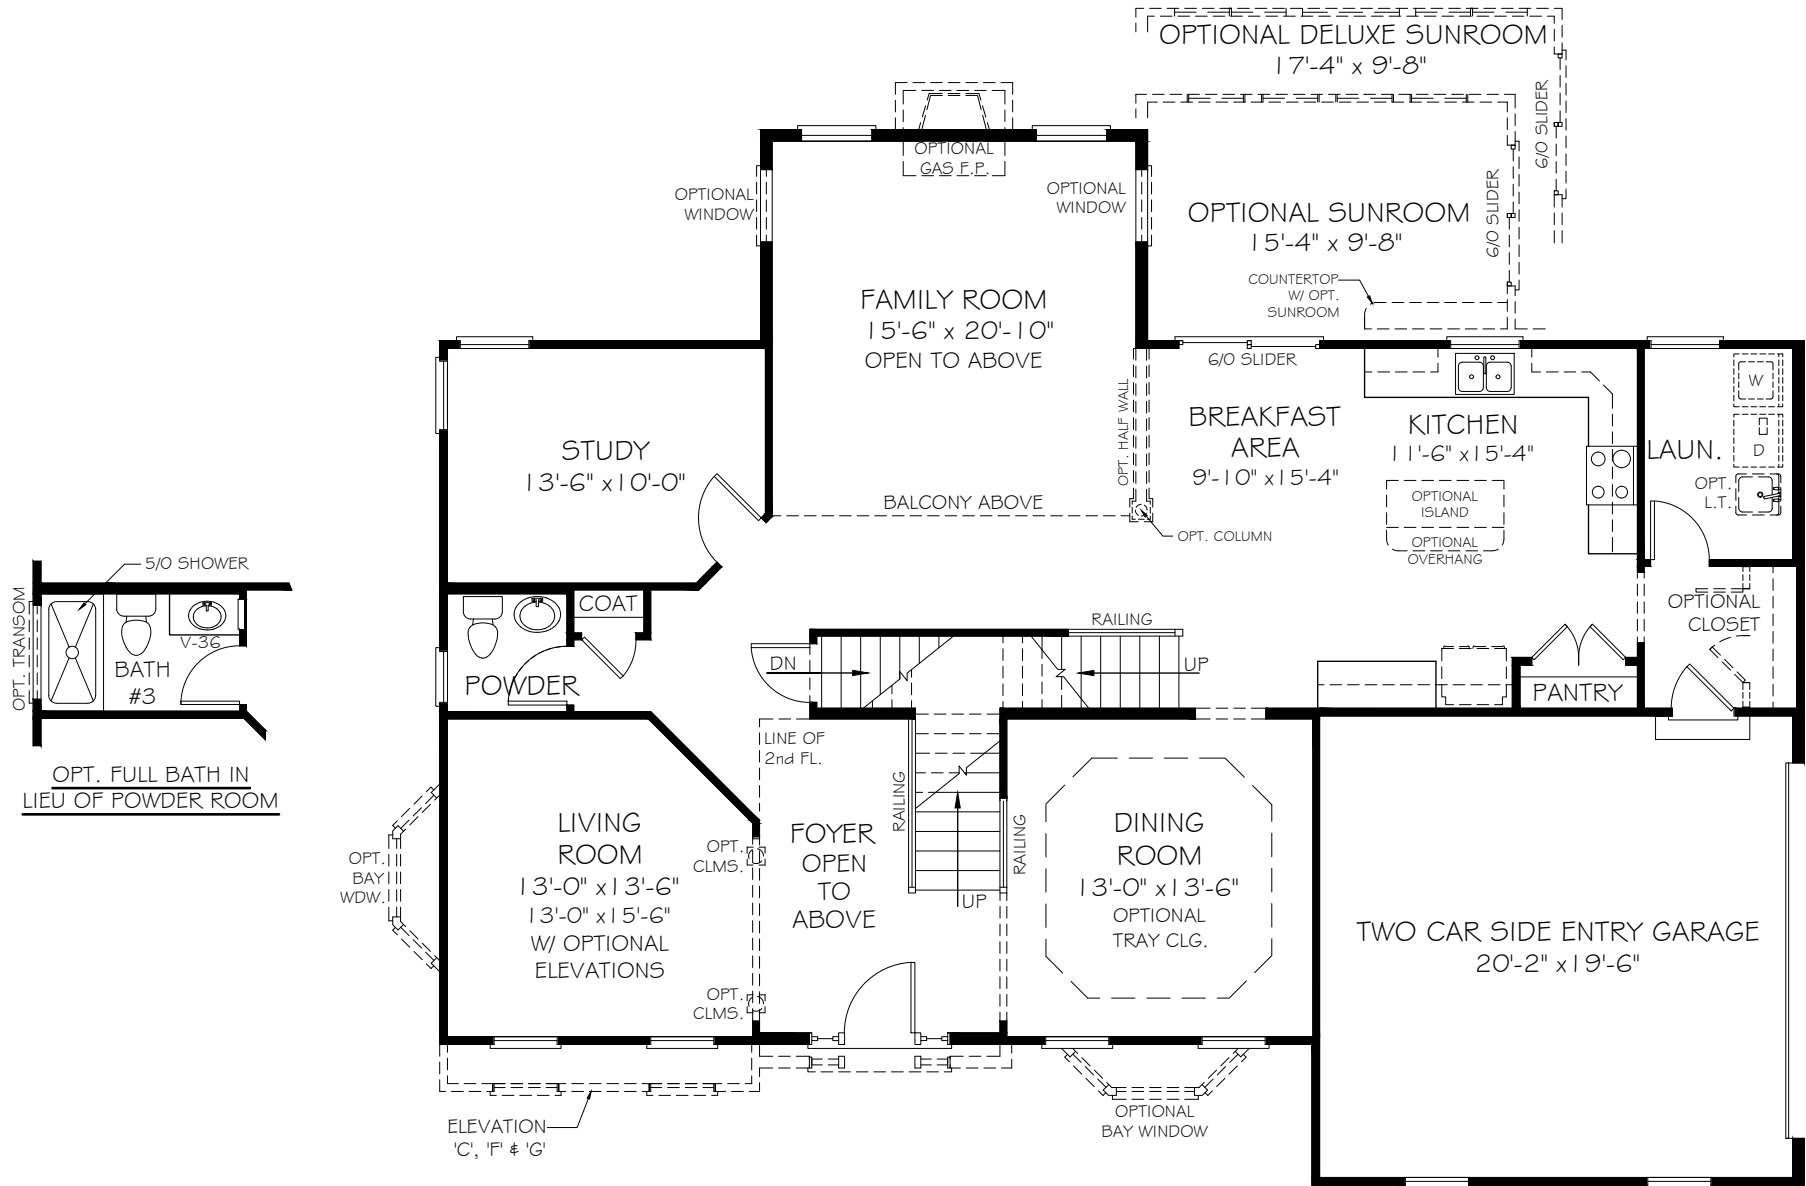 OPTIONAL DELUXE SUNROOM
17'-4" x 9'-8"
6/0 SLIDER
OPTIONAL
GAS F.P.
OPTIONAL
WINDOW
OPTIONAL
WINDOW
OPTIONAL SUNROOM
15'-4" x 9'-8"
6/0 SLIDER
COUNTERTOP
W/ OPT.
SUNROOM
FAMILY ROOM
15'-6" x 20'-10"
OPEN TO ABOVE
6/0 SLIDER
OPT. HALF WALL
BREAKFAST
AREA
9'-10" x15'-4"
KITCHEN
11'-6" x15'-4"
W
D
LAUN.
OPT.
L.T.
STUDY
13'-6" x10'-0"
BALCONY ABOVE
OPT. COLUMN
OPTIONAL
ISLAND
OPTIONAL
OVERHANG
5/0 SHOWER
OPT. TRANSOM
V-36
BATH
#3
OPT. FULL BATH IN
LIEU OF POWDER ROOM
COAT
POWDER
DN
RAILING
UP
OPTIONAL
CLOSET
PANTRY
LINE OF
2nd FL.
RAILING
RAILING
UP
LIVING
ROOM
13'-0" x13'-6"
13'-0" x15'-6"
W/ OPTIONAL
ELEVATIONS
OPT.
BAY
WDW.
OPT.
CLMS.
OPT.
CLMS.
FOYER
OPEN
TO
ABOVE
DINING
ROOM
13'-0" x13'-6"
OPTIONAL
TRAY CLG.
TWO CAR SIDE ENTRY GARAGE
20'-2" x19'-6"
ELEVATION
'C', 'F' & 'G'
OPTIONAL
BAY WINDOW